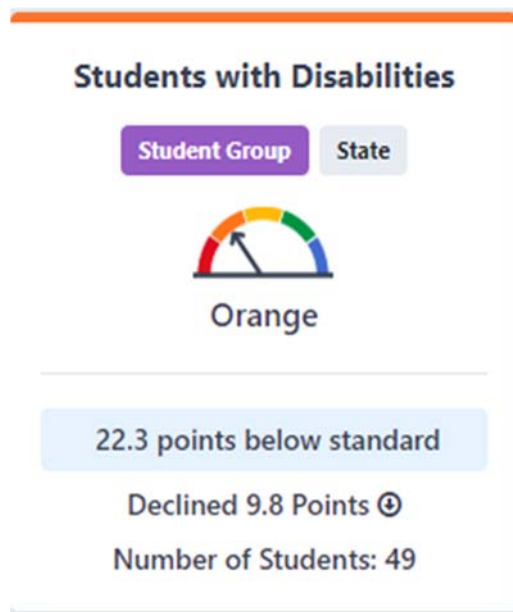 Students with Disabilities
Student Group State
Orange
22.3 points below standard
Declined 9.8 Points
Number of Students: 49